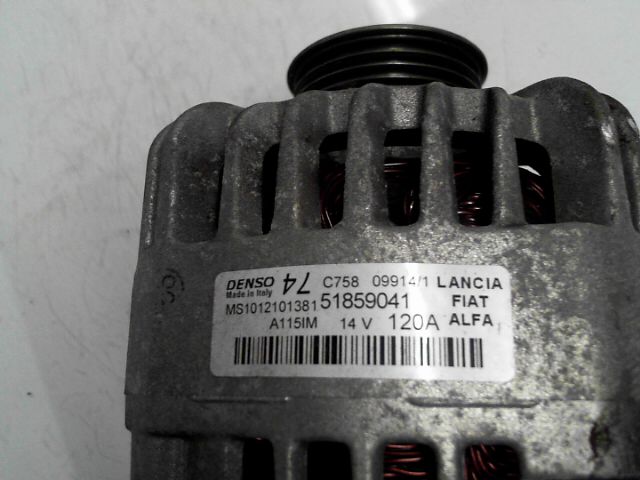 DENSO 74 C758 09914/1 LANCIA
Made in Italy
MS1012101381 51859041 FIAT
A115IM 14 V 120A ALFA